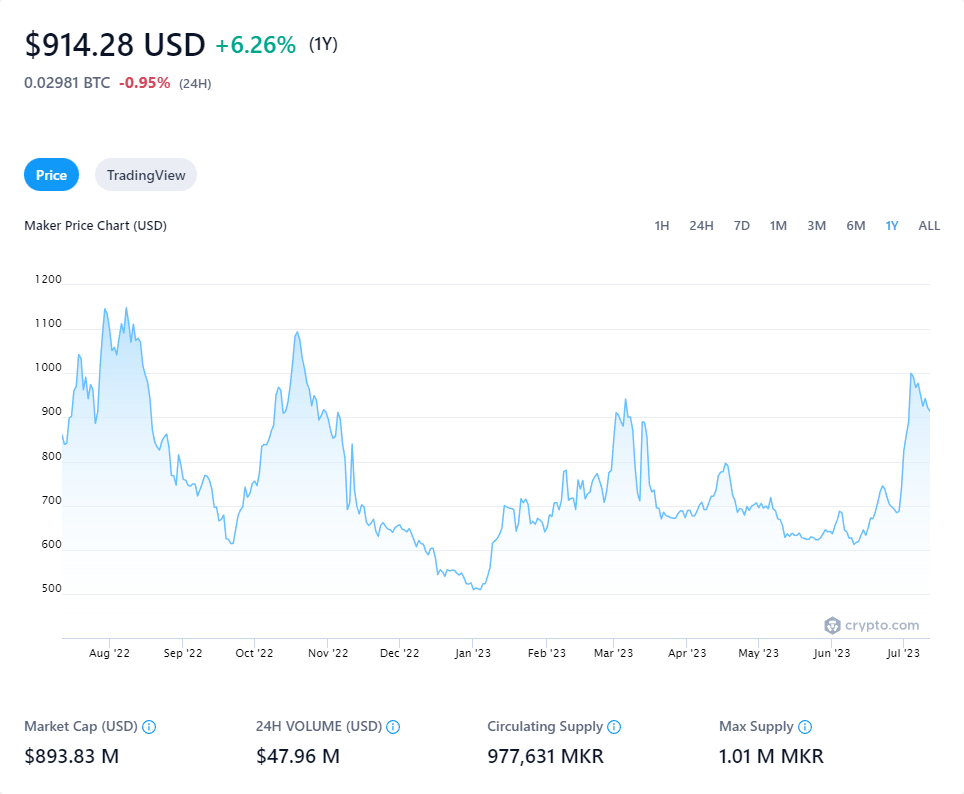 $914.28 USD +6.26% (1Y)
0.02981 BTC -0.95% (24H)
Price TradingView
Maker Price Chart (USD) 1H 24H 7D 1M 3M 6M 1Y ALL
1200
1100
1000
900
800
700
600
500
crypto.com
Aug '22 Sep '22 Oct '22 Nov '22 Dec '22 Jan '23 Feb '23 Mar '23 Apr '23 May '23 Jun '23 Jul '23
Market Cap (USD) 24H VOLUME (USD) Circulating Supply Max Supply
$893.83 M $47.96 M 977,631 MKR 1.01 M MKR